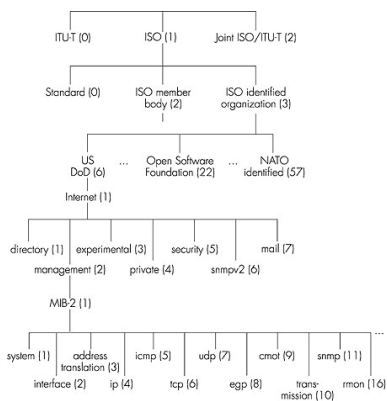 ITU-T (0) ISO (1) Joint ISO/ITU-T (2)
Standard (0) ISO member body (2) ISO identified organization (3)
US DoD (6) ... Open Software Foundation (22) ... NATO identified (57)
Internet (1)
directory (1) experimental (3) security (5) mail (7)
management (2) private (4) snmpv2 (6)
MIB-2 (1)
...
system (1) address translation (3) icmp (5) udp (7) cmot (9) snmp (11)
interface (2) ip (4) tcp (6) egp (8) trans-mission (10) rmon (16)